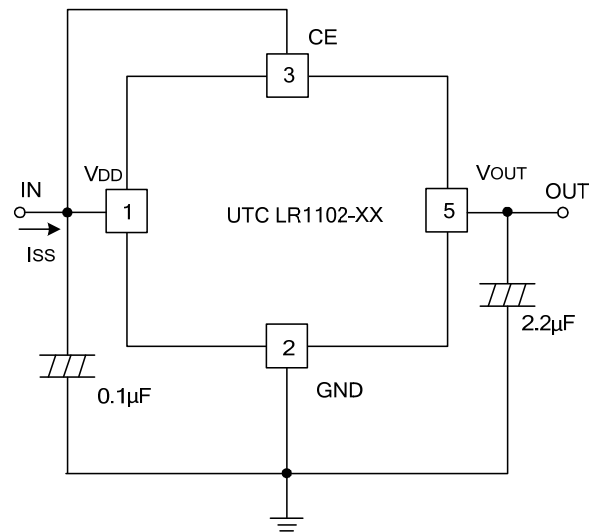 CE
3
VDD
VOUT
IN
1
UTC LR1102-XX
5
OUT
ISS
2.2µF
2
GND
0.1µF